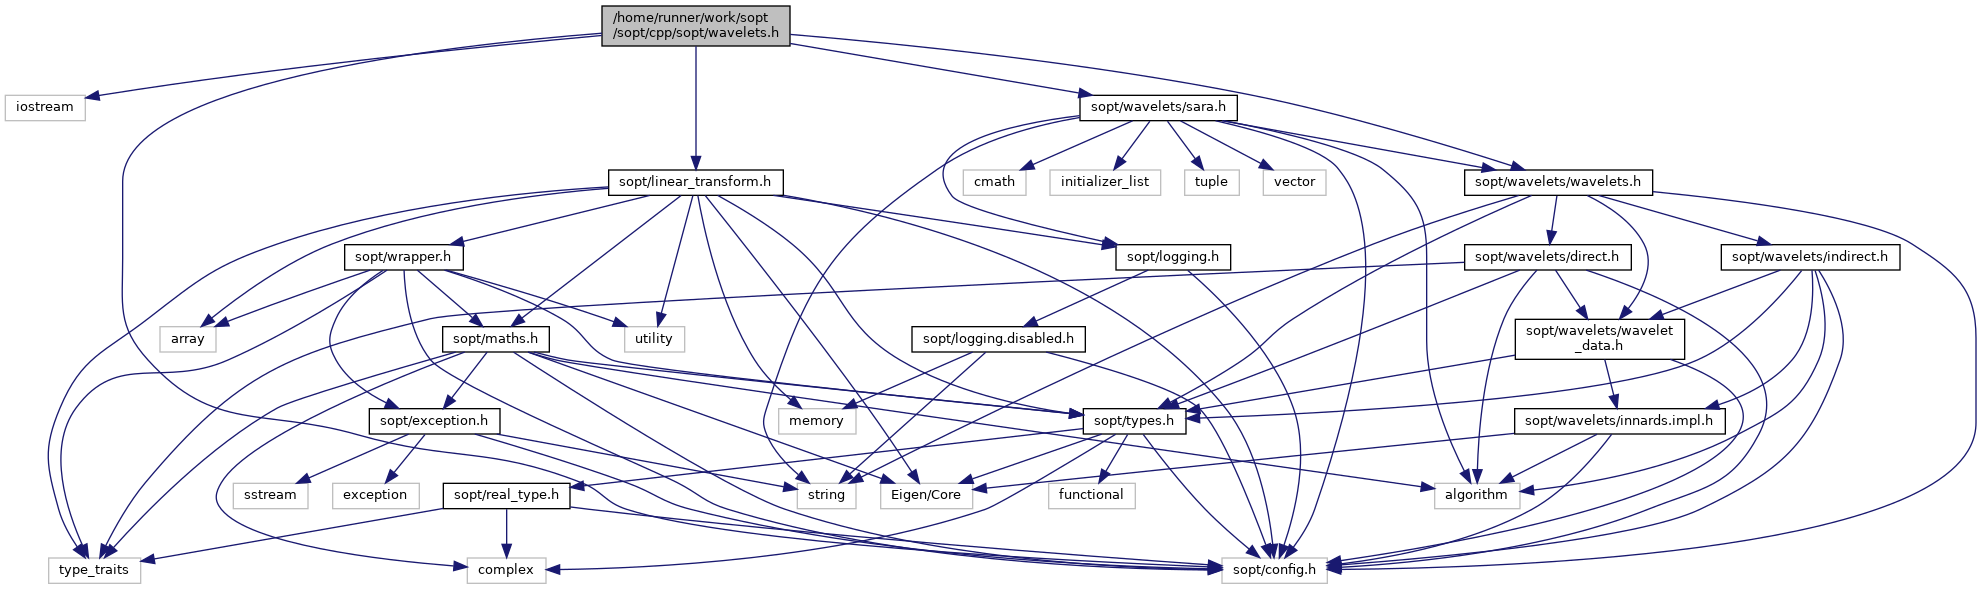 /home/runner/work/sopt
/sopt/cpp/sopt/wavelets.h
iostream
sopt/wavelets/sara.h
sopt/linear_transform.h
cmath
initializer_list
tuple
vector
sopt/wavelets/wavelets.h
sopt/wrapper.h
sopt/logging.h
sopt/wavelets/direct.h
sopt/wavelets/indirect.h
array
sopt/maths.h
utility
sopt/logging.disabled.h
sopt/wavelets/wavelet
_data.h
sopt/exception.h
memory
sopt/types.h
sopt/wavelets/innards.impl.h
sstream
exception
sopt/real_type.h
string
Eigen/Core
functional
algorithm
type_traits
complex
sopt/config.h